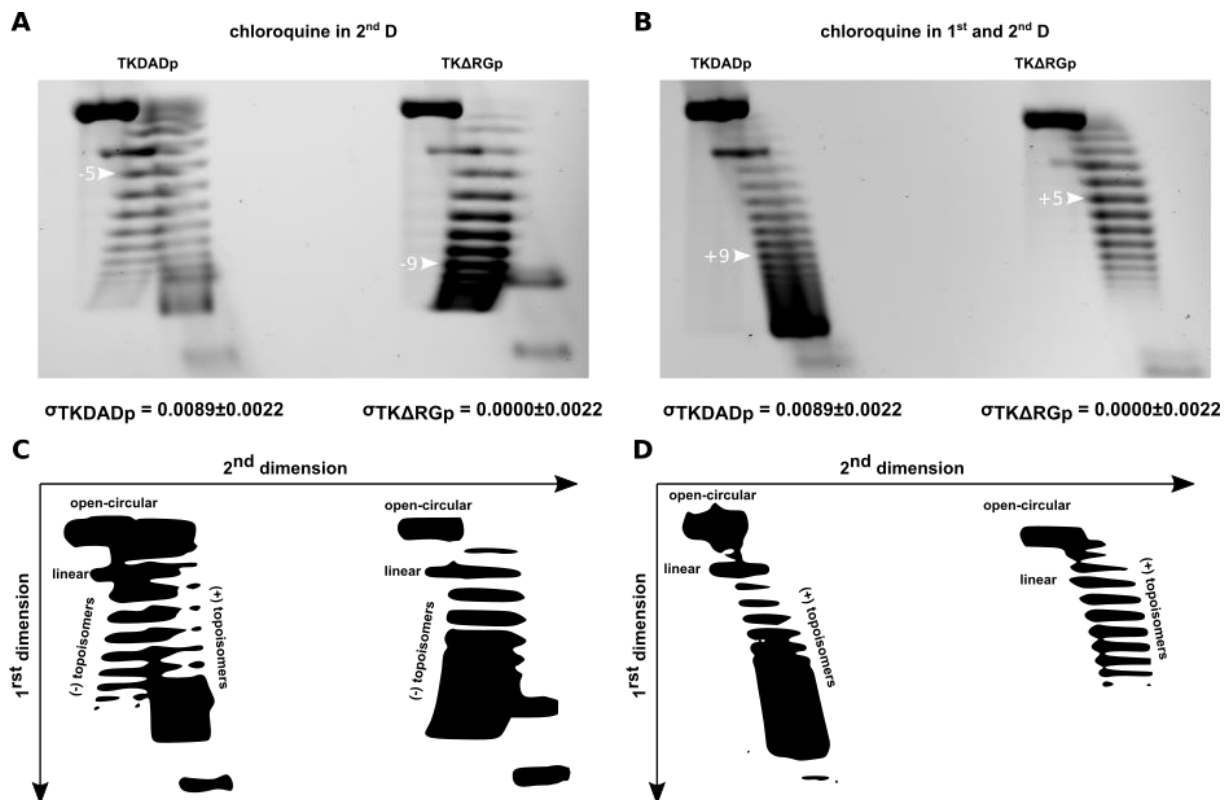 A
chloroquine in 2nd D
TKDADp TKΔRGp
-5
-9
σTKDADp = 0.0089±0.0022 σTKΔRGp = 0.0000±0.0022
B
chloroquine in 1st and 2nd D
TKDADp TKΔRGp
+9
+5
σTKDADp = 0.0089±0.0022 σTKΔRGp = 0.0000±0.0022
C
2nd dimension
1rst dimension
open-circular
linear
(-) topoisomers
(+) topoisomers
open-circular
linear
(-) topoisomers
D
2nd dimension
1rst dimension
open-circular
linear
(+) topoisomers
open-circular
linear
(+) topoisomers